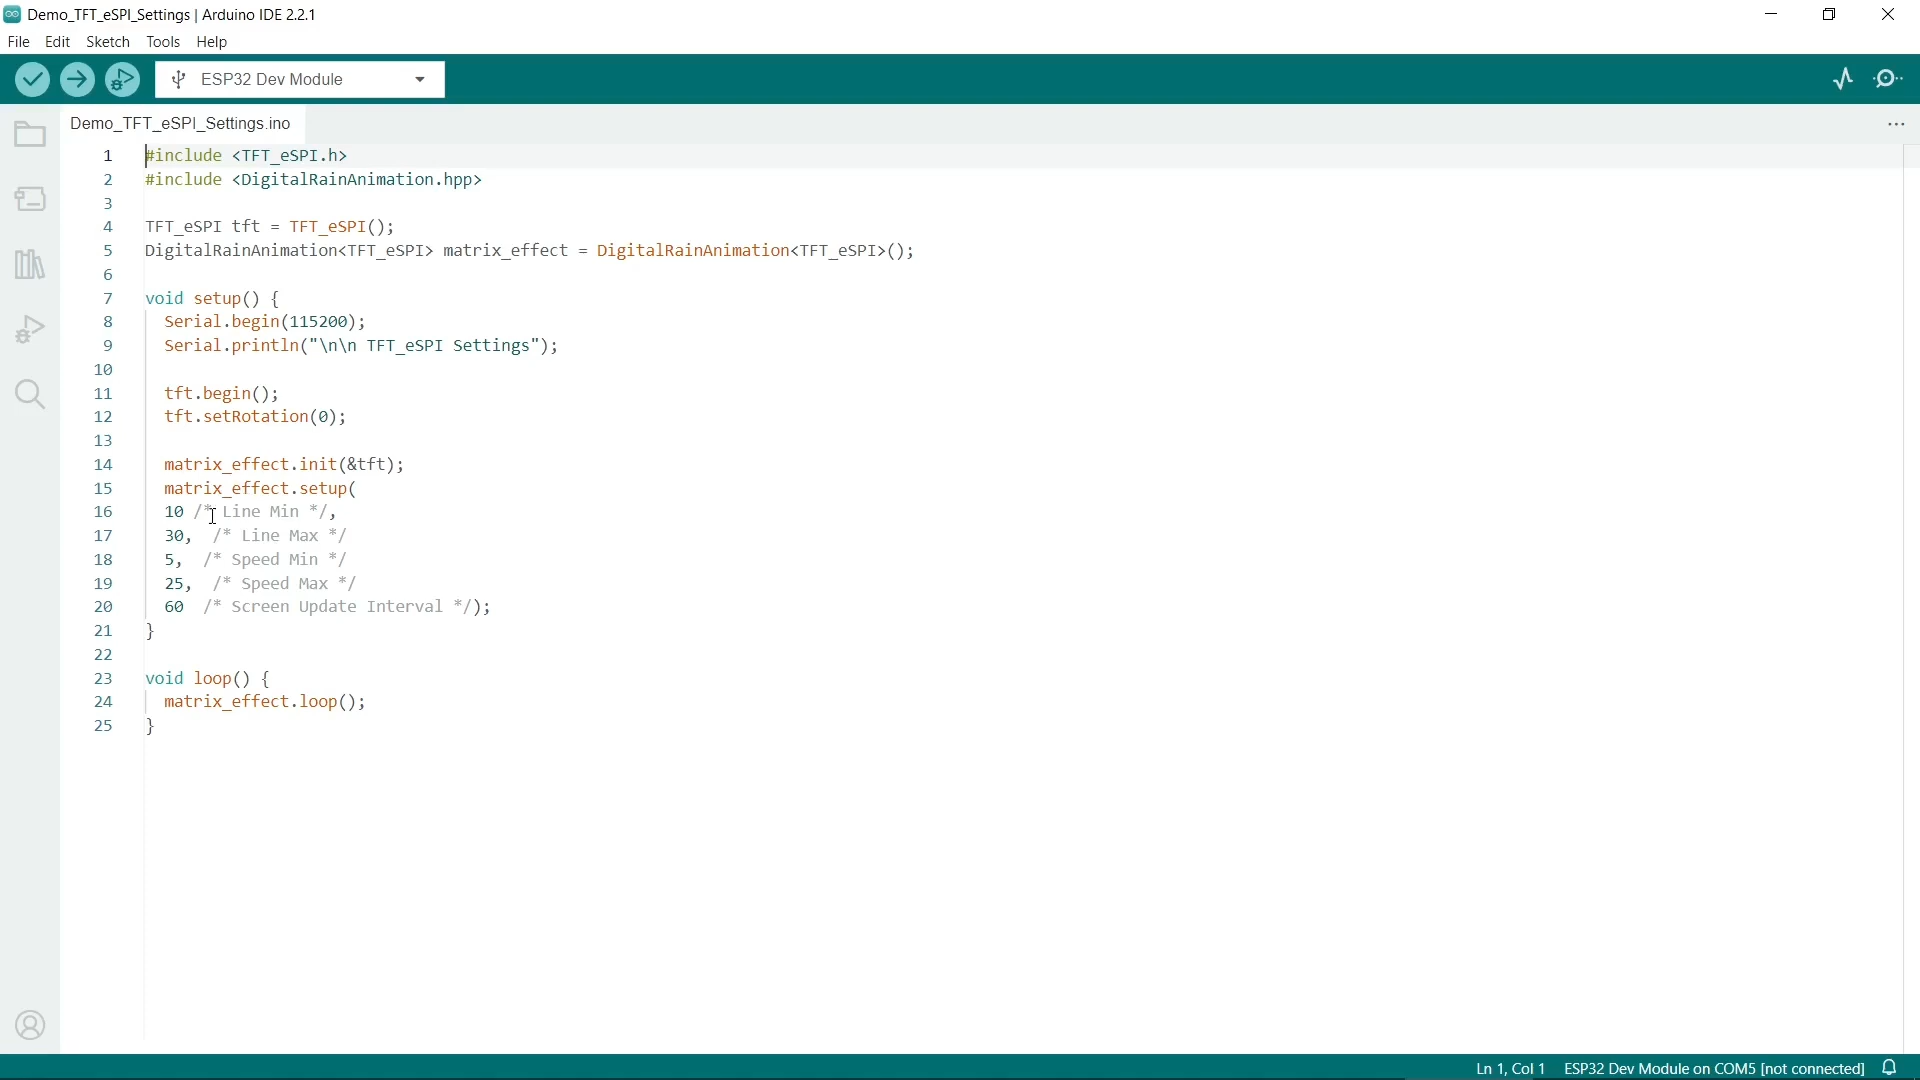 Demo_TFT_eSPI_Settings | Arduino IDE 2.2.1
File Edit Sketch Tools Help
ESP32 Dev Module
Demo_TFT_eSPI_Settings.ino
1 #include <TFT_eSPI.h>
2 #include <DigitalRainAnimation.hpp>
3
4 TFT_eSPI tft = TFT_eSPI();
5 DigitalRainAnimation<TFT_eSPI> matrix_effect = DigitalRainAnimation<TFT_eSPI>();
6
7 void setup() {
8 Serial.begin(115200);
9 Serial.println("\n\n TFT_eSPI Settings");
10
11 tft.begin();
12 tft.setRotation(0);
13
14 matrix_effect.init(&tft);
15 matrix_effect.setup(
16 10 /* Line Min */,
17 30, /* Line Max */
18 5, /* Speed Min */
19 25, /* Speed Max */
20 60 /* Screen Update Interval */);
21 }
22
23 void loop() {
24 matrix_effect.loop();
25 }
Ln 1, Col 1 ESP32 Dev Module on COM5 [not connected]